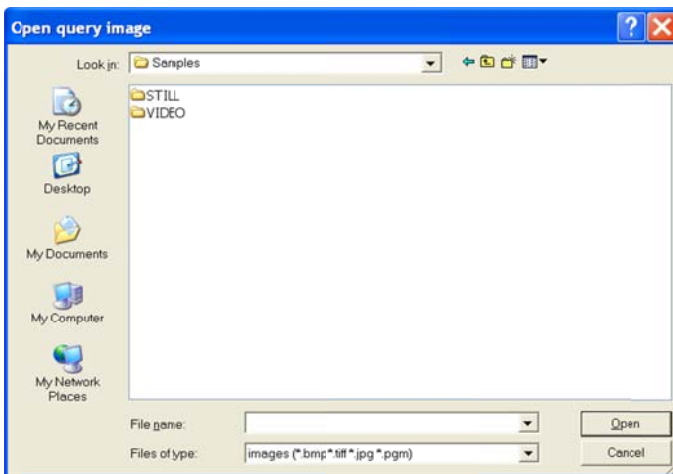 Open query image
Look in: Samples
STILL
VIDEO
My Recent
Documents
Desktop
My Documents
My Computer
My Network
Places
File name:
Open
Files of type: images (*.bmp*.tiff *.jpg *.pgm)
Cancel